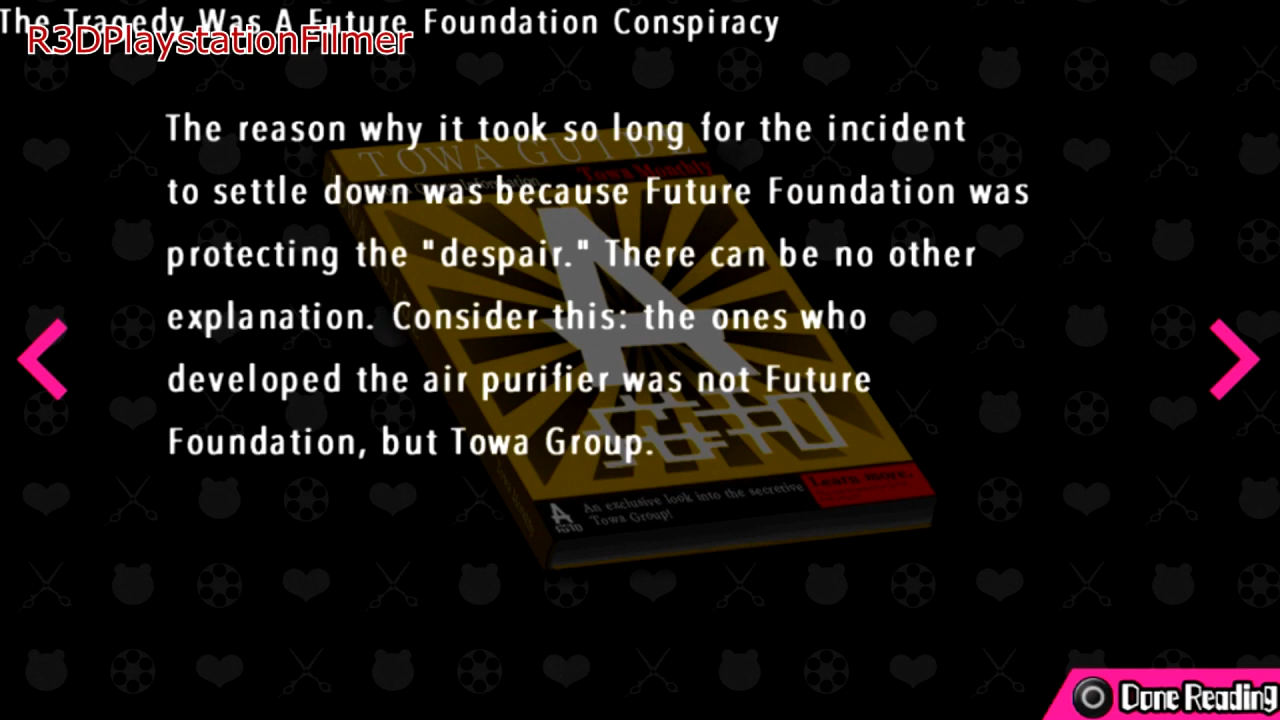 The Tragedy Was A Future Foundation Conspiracy
R3DPlaystationFilmer
The reason why it took so long for the incident
to settle down was because Future Foundation was
protecting the "despair." There can be no other
explanation. Consider this: the ones who
developed the air purifier was not Future
Foundation, but Towa Group.
TOWA GUIDE
Towa Monthly
A
Learn more.
An exclusive look into the secretive
Towa Group!
Done Reading